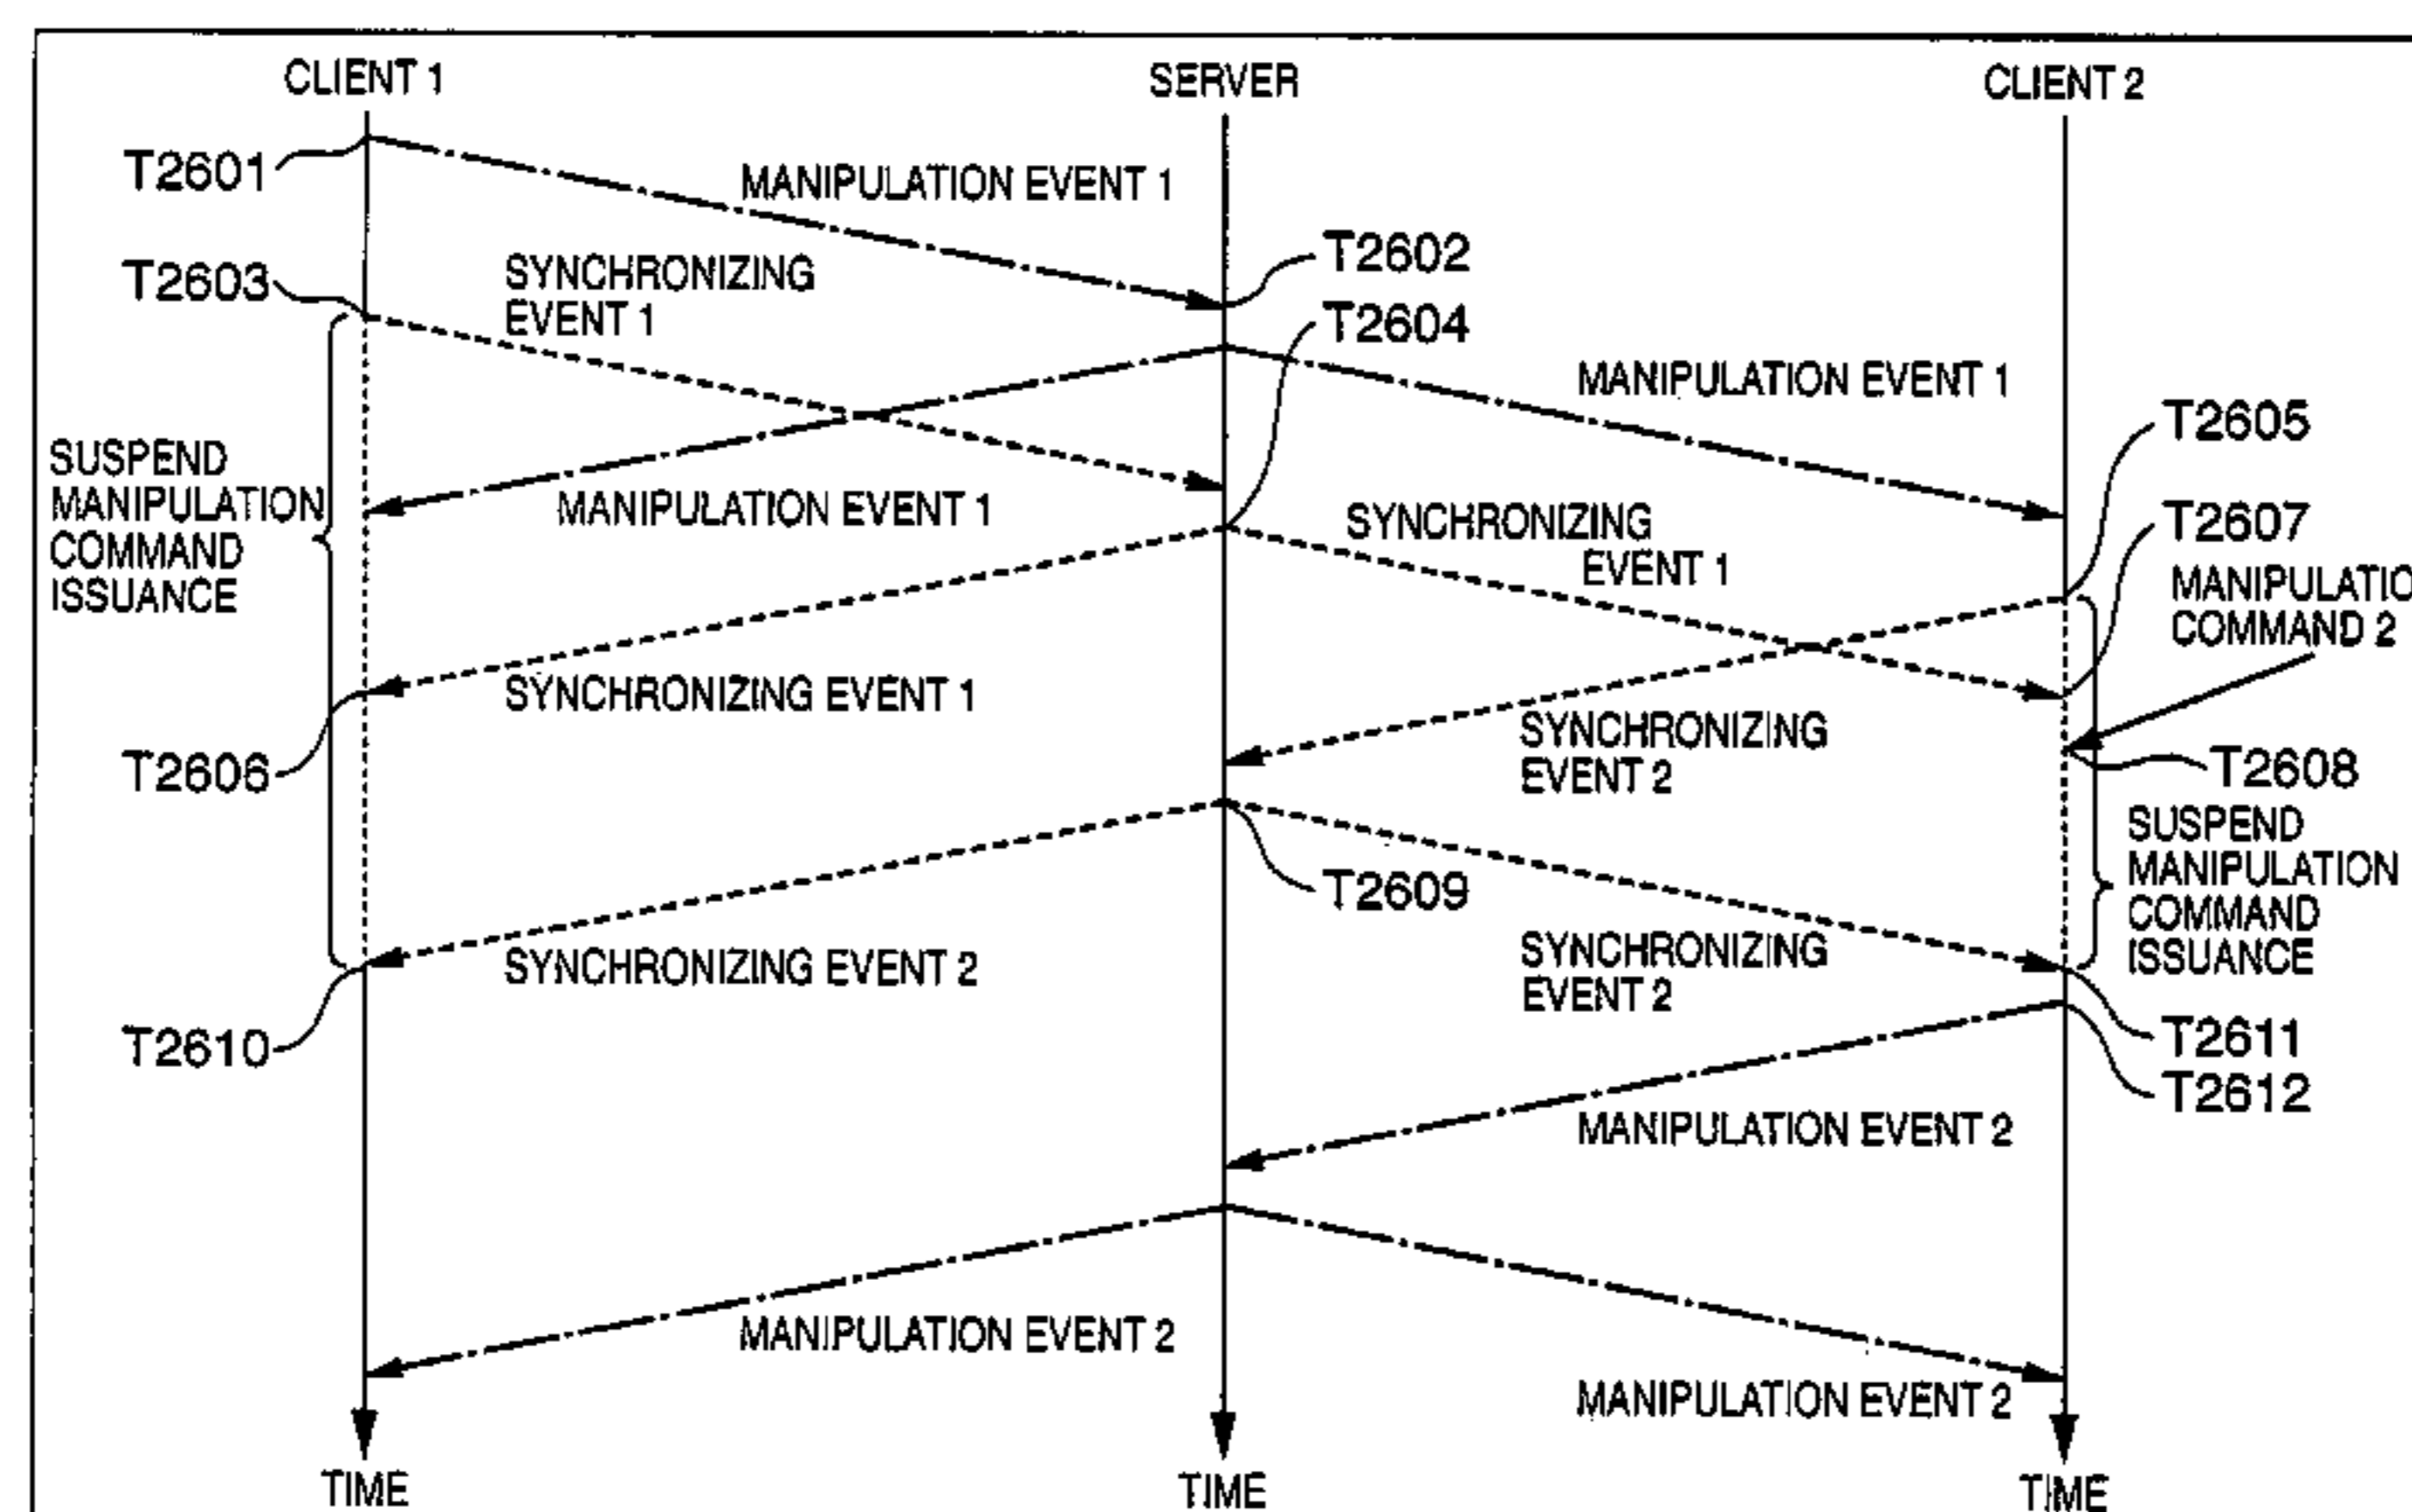 CLIENT 1
SERVER
CLIENT 2
T2601
MANIPULATION EVENT 1
T2602
T2603
SYNCHRONIZING
EVENT 1
T2604
MANIPULATION EVENT 1
T2605
SUSPEND
MANIPULATION
COMMAND
ISSUANCE
MANIPULATION EVENT 1
SYNCHRONIZING
EVENT 1
T2607
MANIPULATIO
COMMAND 2
SYNCHRONIZING EVENT 1
T2606
SYNCHRONIZING
EVENT 2
T2608
SUSPEND
MANIPULATION
COMMAND
ISSUANCE
T2609
SYNCHRONIZING EVENT 2
SYNCHRONIZING
EVENT 2
T2610
T2611
T2612
MANIPULATION EVENT 2
MANIPULATION EVENT 2
MANIPULATION EVENT 2
TIME
TIME
TIME